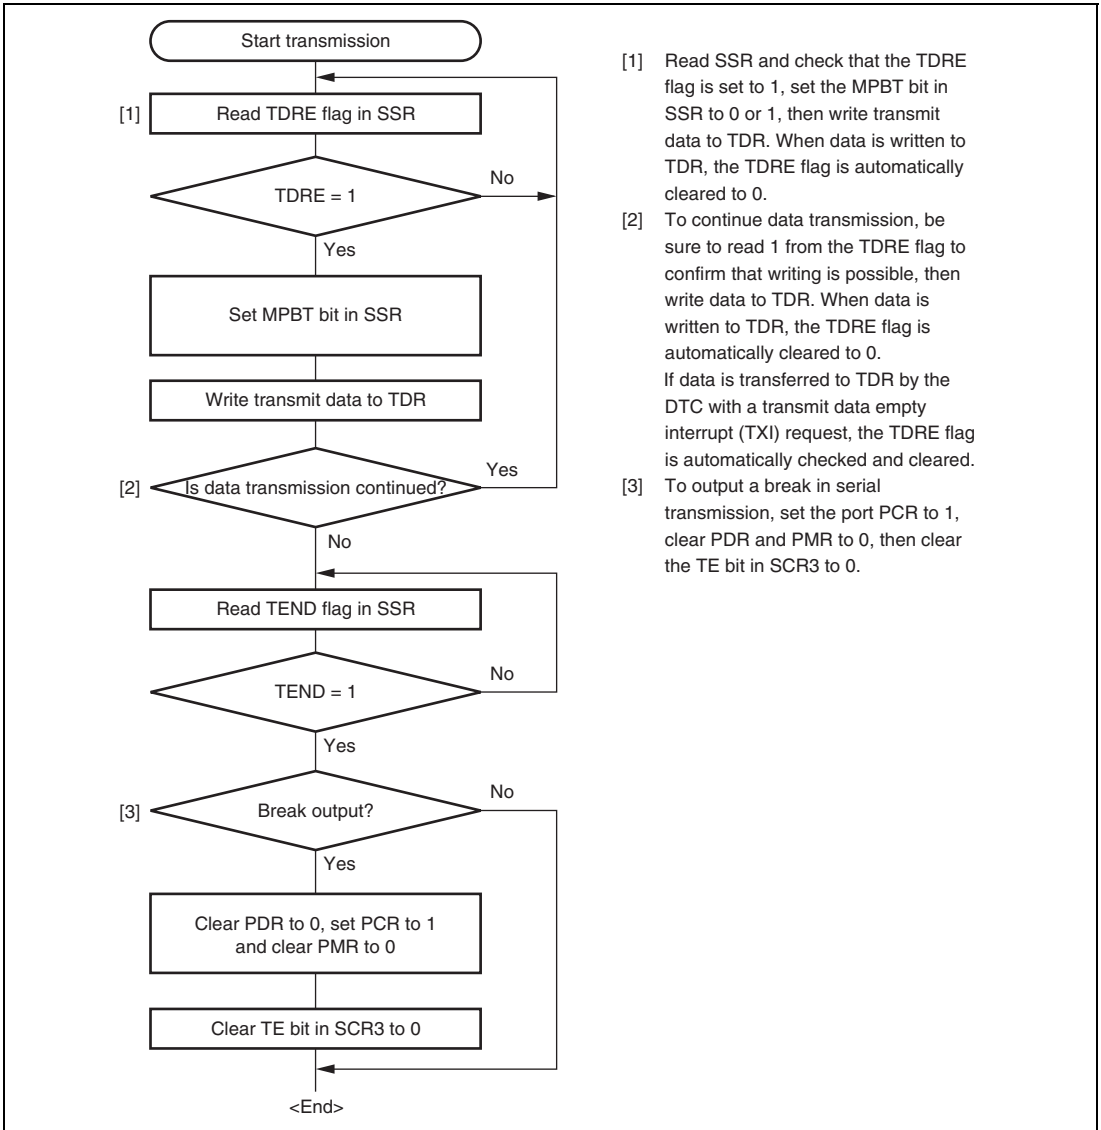 Start transmission
[1]
Read TDRE flag in SSR
TDRE = 1
No
Yes
Set MPBT bit in SSR
Write transmit data to TDR
[2]
Is data transmission continued?
Yes
No
Read TEND flag in SSR
TEND = 1
No
Yes
[3]
Break output?
No
Yes
Clear PDR to 0, set PCR to 1
and clear PMR to 0
Clear TE bit in SCR3 to 0
<End>
[1] Read SSR and check that the TDRE
flag is set to 1, set the MPBT bit in
SSR to 0 or 1, then write transmit
data to TDR. When data is written to
TDR, the TDRE flag is automatically
cleared to 0.
[2] To continue data transmission, be
sure to read 1 from the TDRE flag to
confirm that writing is possible, then
write data to TDR. When data is
written to TDR, the TDRE flag is
automatically cleared to 0.
If data is transferred to TDR by the
DTC with a transmit data empty
interrupt (TXI) request, the TDRE flag
is automatically checked and cleared.
[3] To output a break in serial
transmission, set the port PCR to 1,
clear PDR and PMR to 0, then clear
the TE bit in SCR3 to 0.